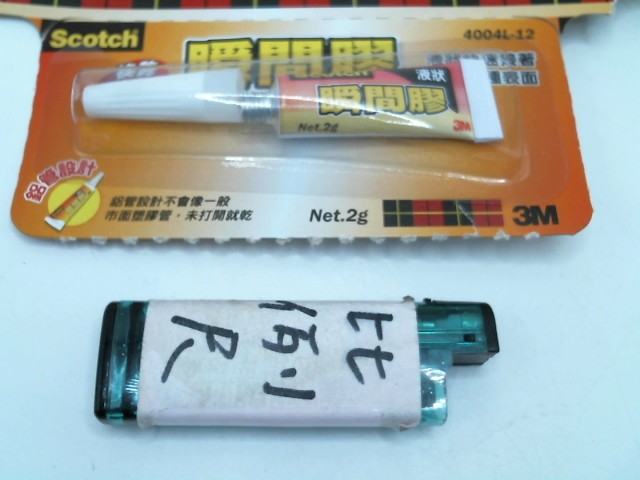 Scotch
4004L-12
瞬間膠
液狀
瞬間膠
Net.2g
3M
鋁管設計
鋁管設計不會像一般
市面塑膠管，未打開就乾
Net.2g
3M
比例尺